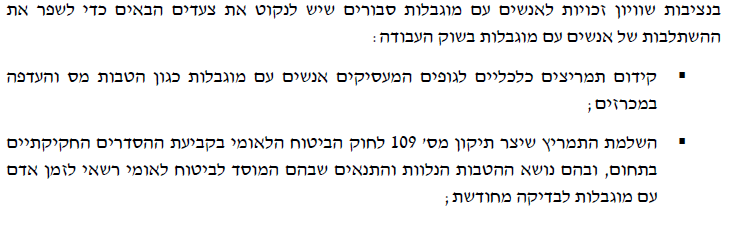 בנציבות שוויון זכויות לאנשים עם מוגבלות סבורים שיש לנקוט את צעדים הבאים כדי לשפר את
ההשתלבות של אנשים עם מוגבלות בשוק העבודה:
▪ קידום תמריצים כלכליים לגופים המעסיקים אנשים עם מוגבלות כגון הטבות מס והעדפה
במכרזים;
▪ השלמת התמריץ שיצר תיקון מס' 109 לחוק הביטוח הלאומי בקביעת ההסדרים החקיקתיים
בתחום, ובהם נושא ההטבות הנלוות והתנאים שבהם המוסד לביטוח לאומי רשאי לזמן אדם
עם מוגבלות לבדיקה מחודשת;